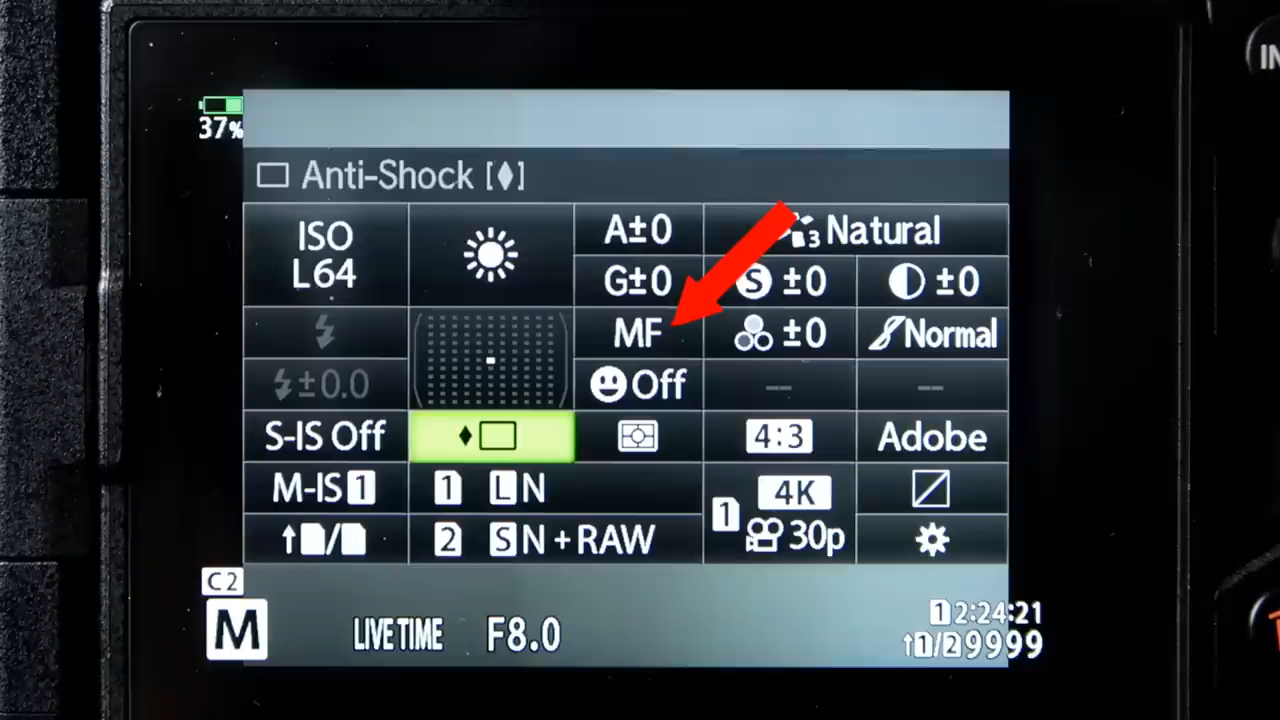 37%
Anti-Shock [♦]
ISO
L64
A±0
3 Natural
G±0
S ±0
±0
MF
±0
Normal
±0.0
Off
--
--
S-IS Off
4:3
Adobe
M-IS 1
1 L N
1
4K
30p
2 S N + RAW
C2
M
LIVE TIME
F8.0
1 2:24:21
↑1/2 9999